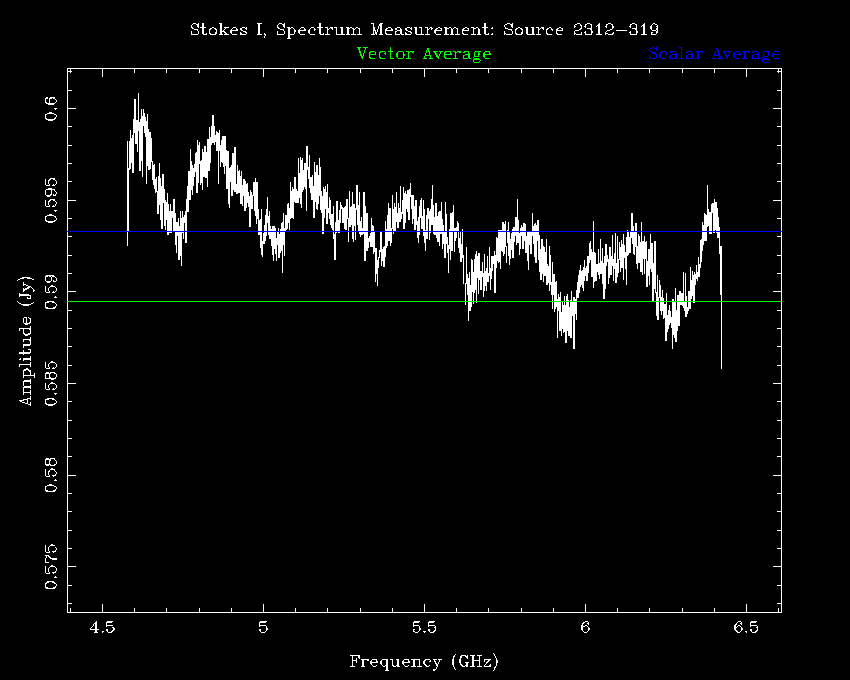 Stokes I, Spectrum Measurement: Source 2312−319
Vector Average Scalar Average
0.6
0.595
0.59
0.585
0.58
0.575
Amplitude (Jy)
4.5 5 5.5 6 6.5
Frequency (GHz)